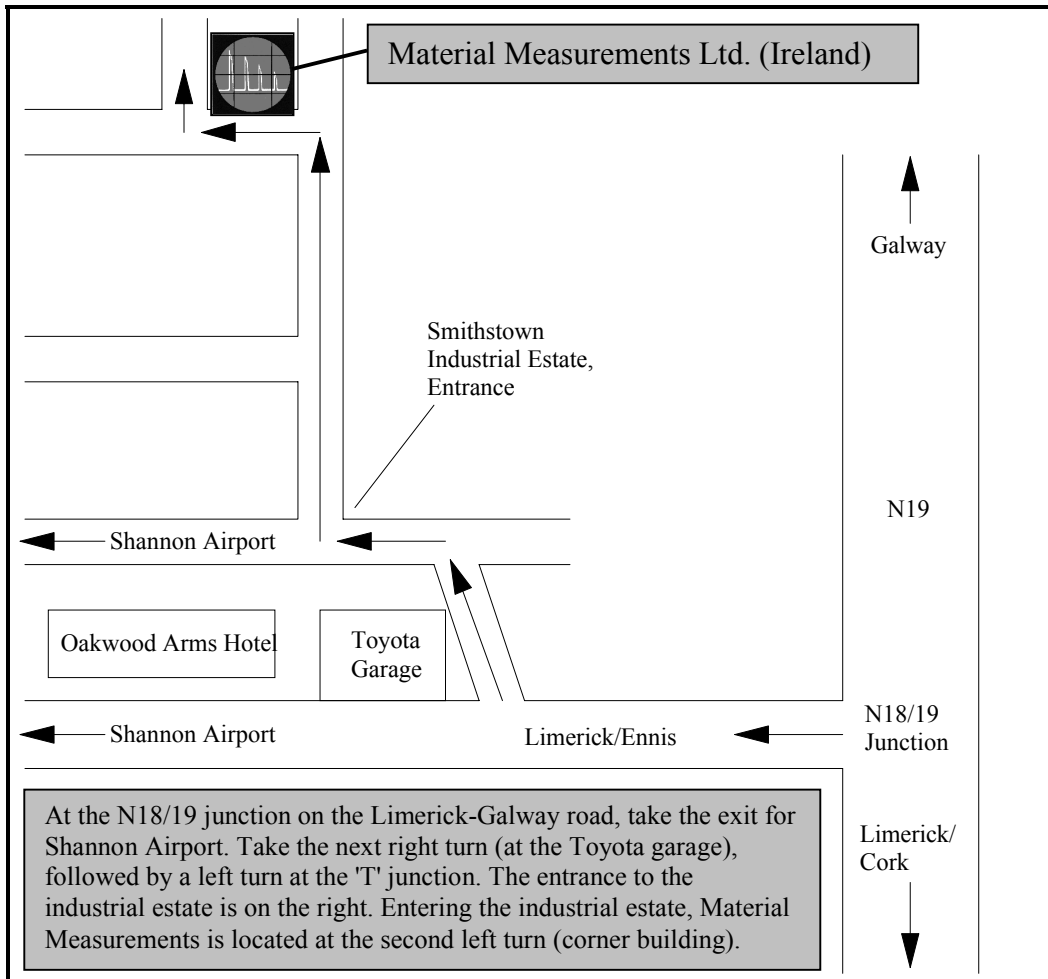 Material Measurements Ltd. (Ireland)
Galway
Smithstown
Industrial Estate,
Entrance
N19
Shannon Airport
Oakwood Arms Hotel
Toyota
Garage
Shannon Airport
Limerick/Ennis
N18/19
Junction
At the N18/19 junction on the Limerick-Galway road, take the exit for
Shannon Airport. Take the next right turn (at the Toyota garage),
followed by a left turn at the 'T' junction. The entrance to the
industrial estate is on the right. Entering the industrial estate, Material
Measurements is located at the second left turn (corner building).
Limerick/
Cork